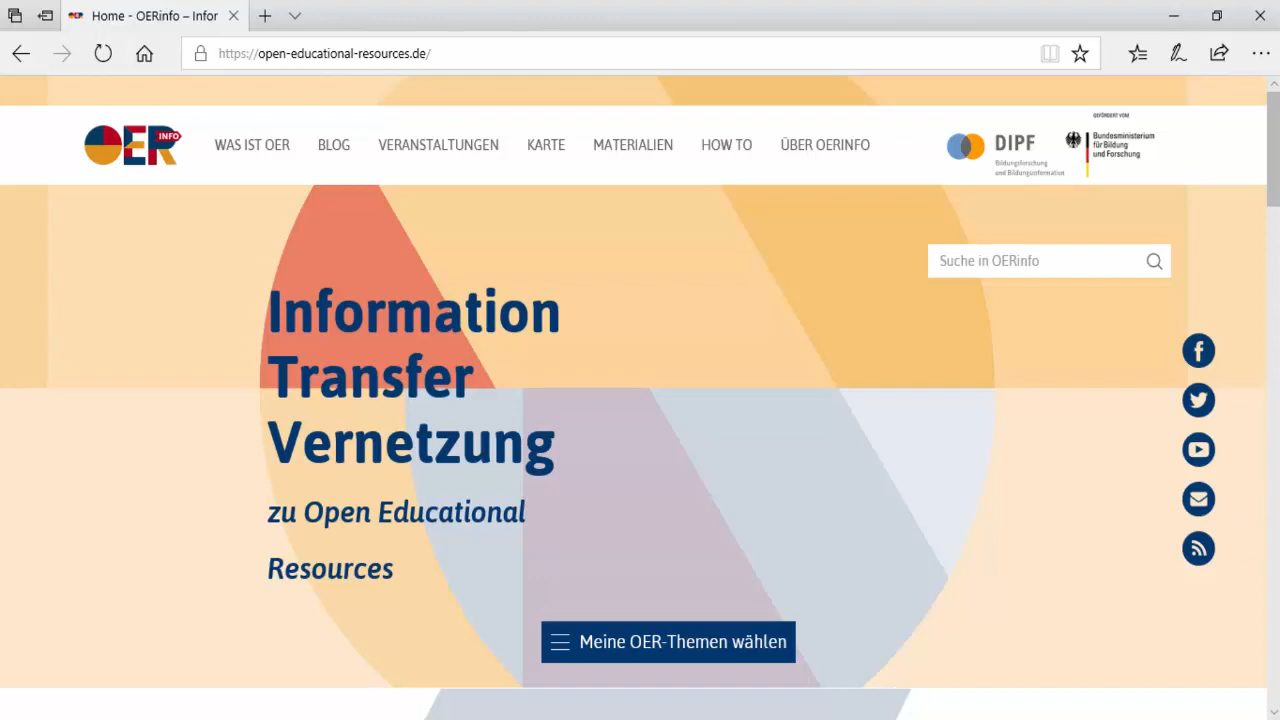 Home - OERinfo – Infor
https://open-educational-resources.de/
OER INFO
WAS IST OER BLOG VERANSTALTUNGEN KARTE MATERIALIEN HOW TO ÜBER OERINFO
DIPF
Bildungsforschung
und Bildungsinformation
GEFÖRDERT VOM
Bundesministerium
für Bildung
und Forschung
Suche in OERinfo
Information
Transfer
Vernetzung
zu Open Educational
Resources
Meine OER-Themen wählen